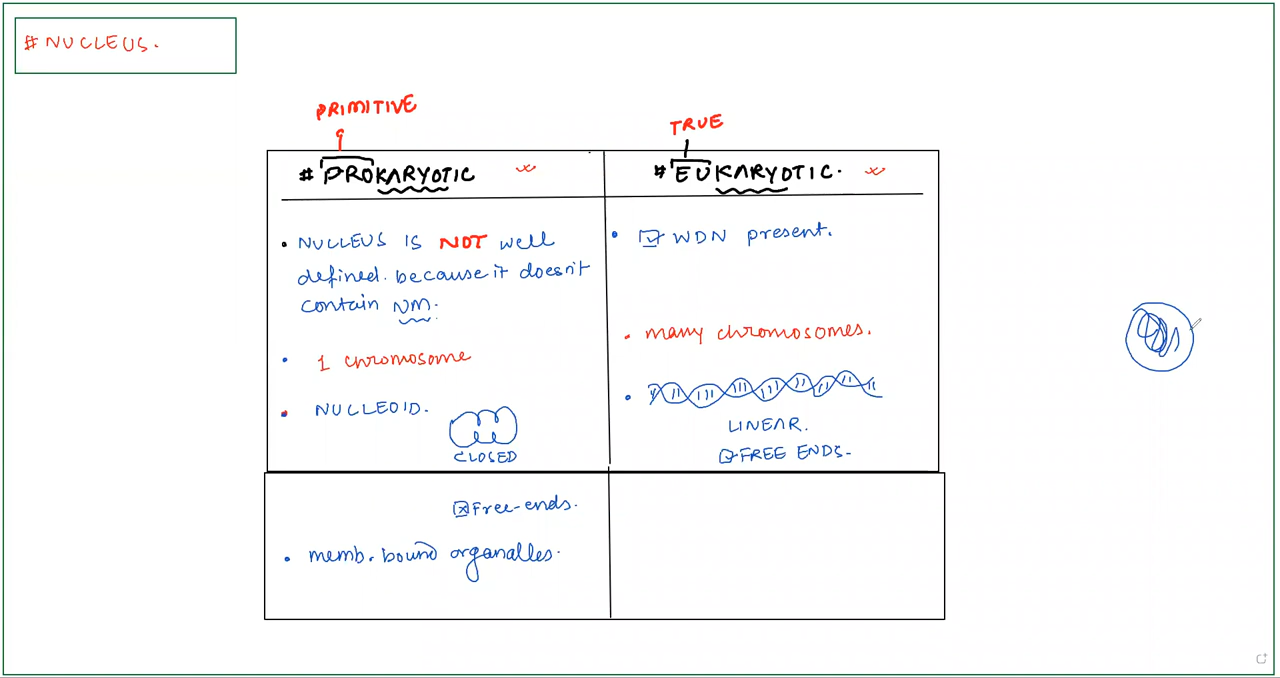 # NUCLEUS.
PRIMITIVE
TRUE
# PROKARYOTIC
# EUKARYOTIC.
• NUCLEUS IS NOT well
defined. because it doesn't
contain NM.
• 1 chromosome
• NUCLEOID.
CLOSED
Free-ends.
• memb. bound organalles.
• WDN present.
• many chromosomes.
LINEAR.
FREE ENDS.